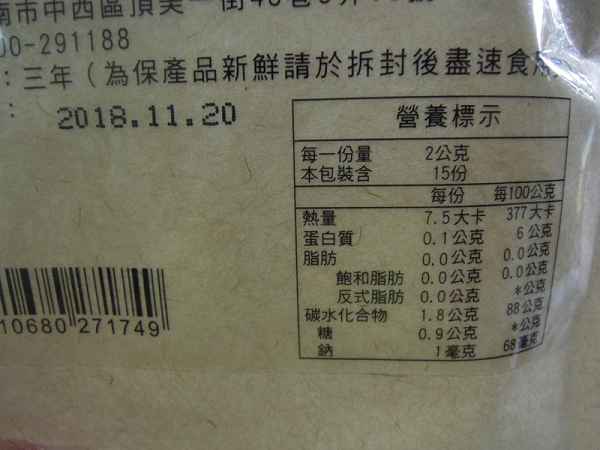 南市中西區頂美一街
00-291188
：三年（為保產品新鮮請於拆封後盡速食
：2018.11.20
營養標示
每一份量 2公克
本包裝含 15份
每份 每100公克
熱量 7.5大卡 377大卡
蛋白質 0.1公克 6公克
脂肪 0.0公克 0.0公克
飽和脂肪 0.0公克 0.0公克
反式脂肪 0.0公克 *公克
碳水化合物 1.8公克 88公克
糖 0.9公克 *公克
鈉 1毫克 68毫克
10680 271749